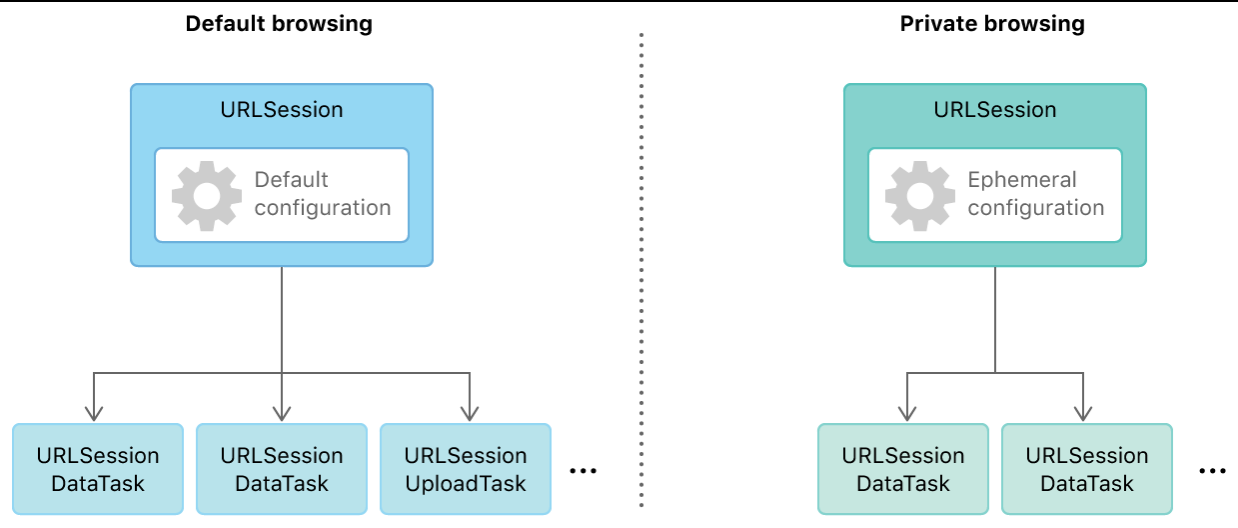 Default browsing
URLSession
Default
configuration
URLSession
DataTask
URLSession
DataTask
URLSession
UploadTask
...
Private browsing
URLSession
Ephemeral
configuration
URLSession
DataTask
URLSession
DataTask
...